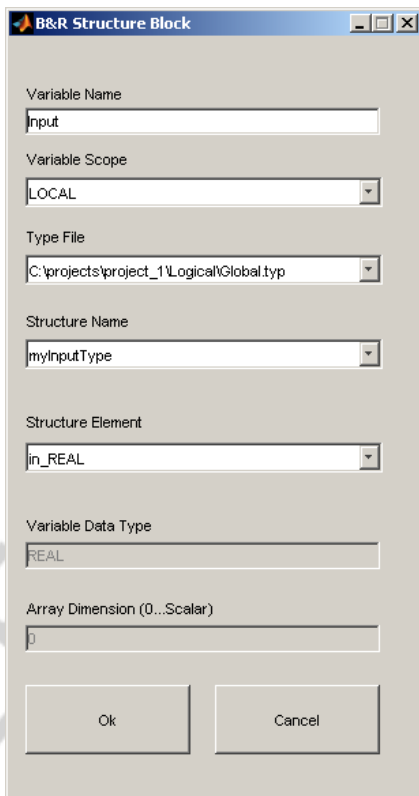 B&R Structure Block
Variable Name
Input
Variable Scope
LOCAL
Type File
C:\projects\project_1\Logical\Global.typ
Structure Name
myInputType
Structure Element
in_REAL
Variable Data Type
REAL
Array Dimension (0...Scalar)
0
Ok
Cancel